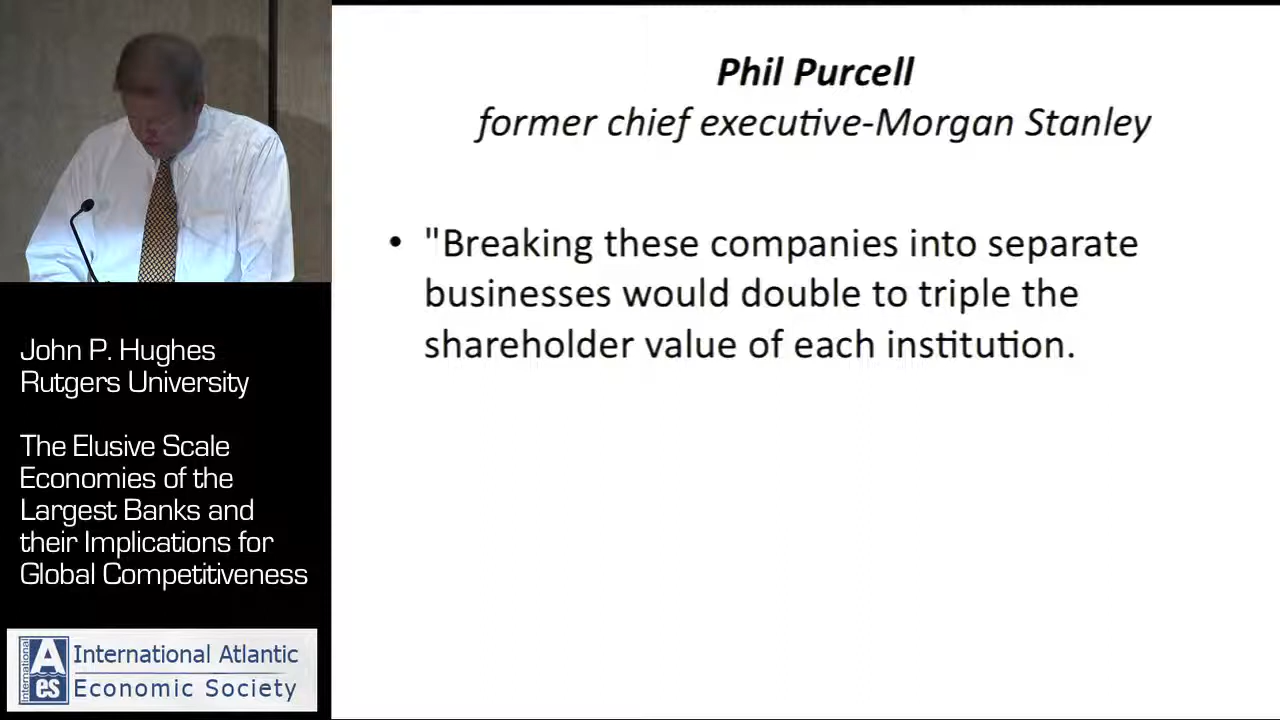 Phil Purcell
former chief executive-Morgan Stanley
• "Breaking these companies into separate
businesses would double to triple the
shareholder value of each institution.
John P. Hughes
Rutgers University
The Elusive Scale
Economies of the
Largest Banks and
their Implications for
Global Competitiveness
International
A
es
International Atlantic
Economic Society